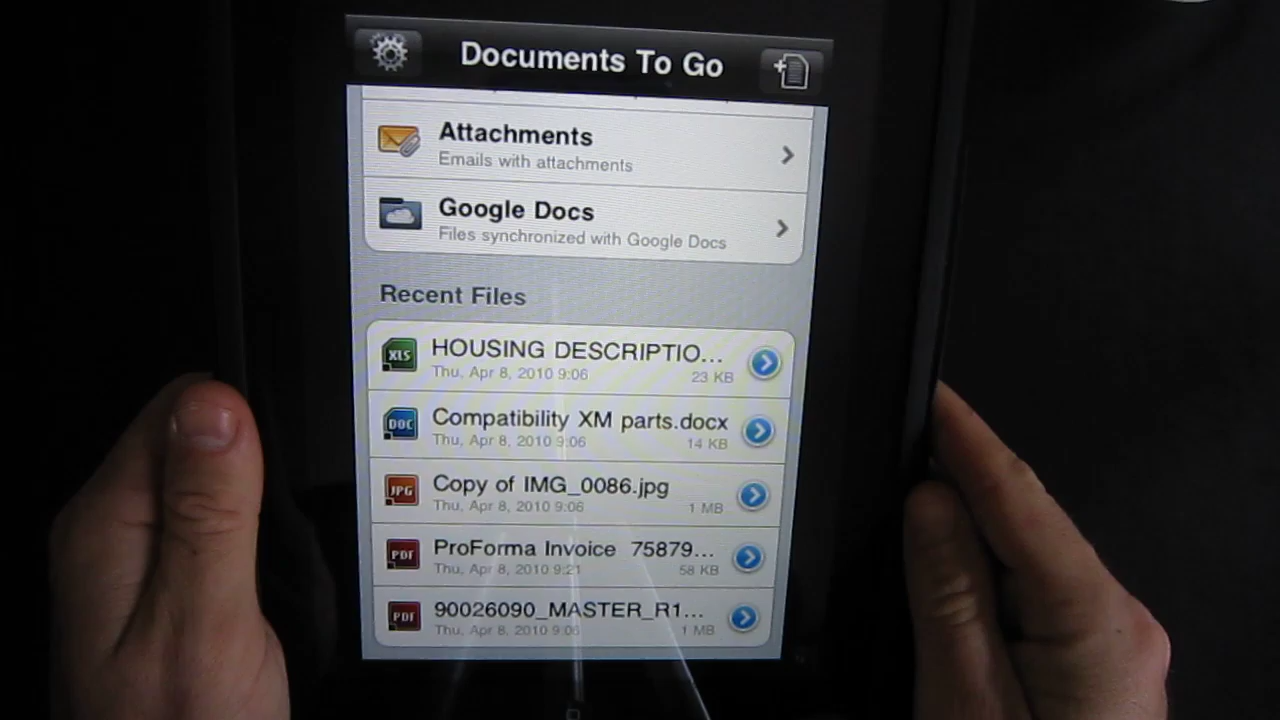 Documents To Go
Attachments
Emails with attachments
Google Docs
Files synchronized with Google Docs
Recent Files
XLS
HOUSING DESCRIPTIO...
Thu, Apr 8, 2010 9:06 23 KB
DOC
Compatibility XM parts.docx
Thu, Apr 8, 2010 9:06 14 KB
JPG
Copy of IMG_0086.jpg
Thu, Apr 8, 2010 9:06 1 MB
PDF
ProForma Invoice 75879...
Thu, Apr 8, 2010 9:21 58 KB
PDF
90026090_MASTER_R1...
Thu, Apr 8, 2010 9:06 1 MB